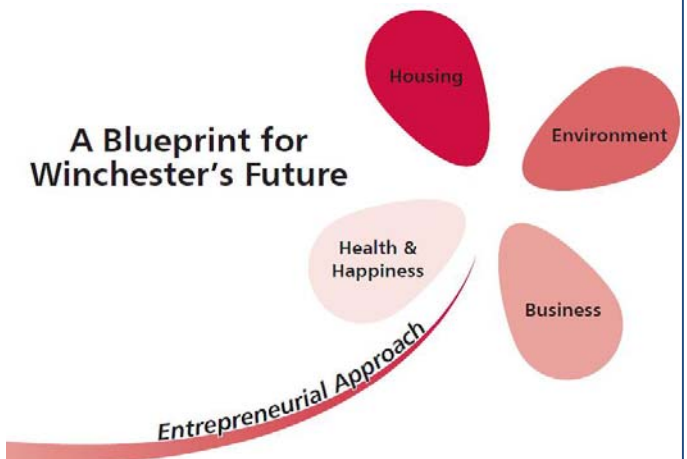 A Blueprint for
Winchester's Future
Housing
Environment
Health &
Happiness
Business
Entrepreneurial Approach